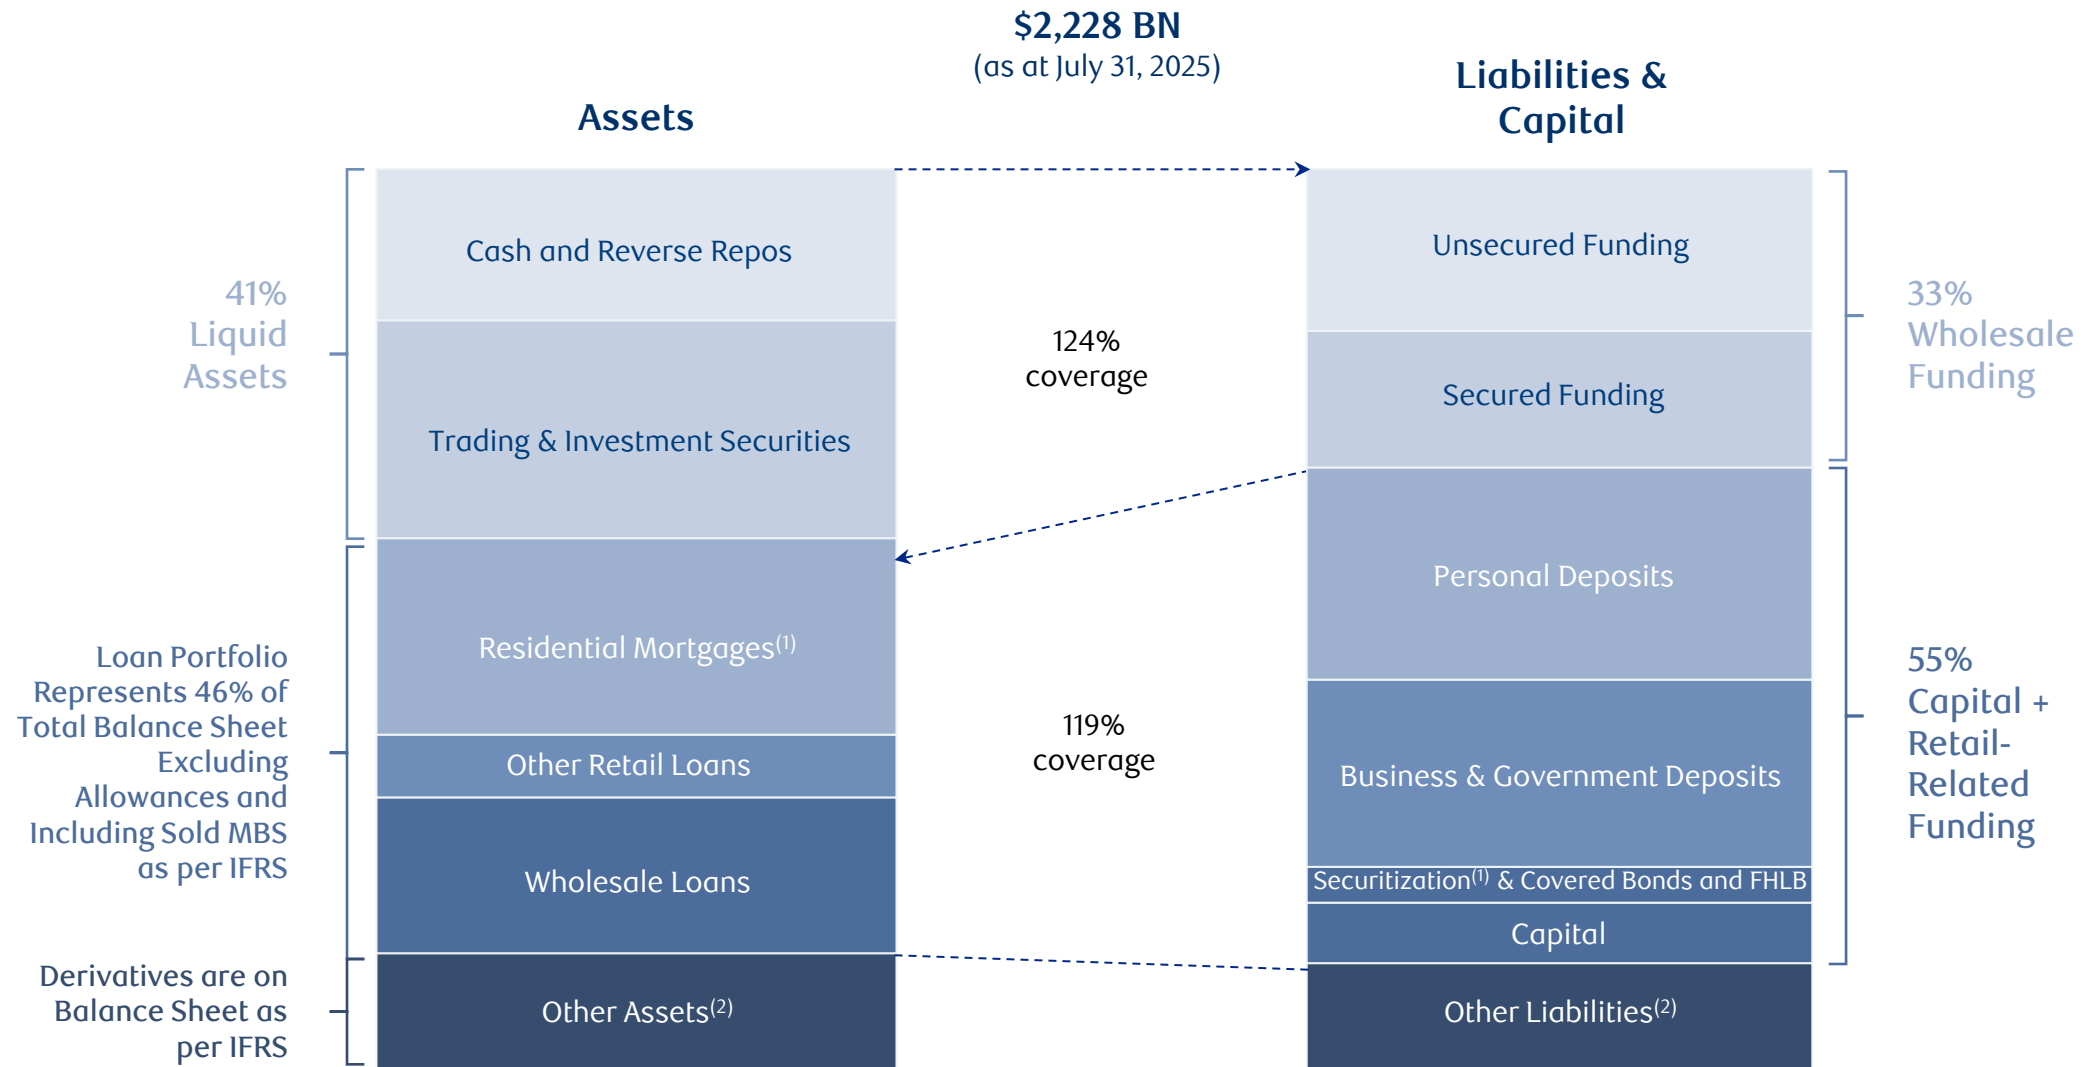 $2,228 BN
(as at July 31, 2025)
Assets
Liabilities &
Capital
41%
Liquid
Assets
Loan Portfolio
Represents 46% of
Total Balance Sheet
Excluding
Allowances and
Including Sold MBS
as per IFRS
Derivatives are on
Balance Sheet as
per IFRS
Cash and Reverse Repos
Trading & Investment Securities
Residential Mortgages(1)
Other Retail Loans
Wholesale Loans
Other Assets(2)
124%
coverage
119%
coverage
Unsecured Funding
Secured Funding
Personal Deposits
Business & Government Deposits
Securitization(1) & Covered Bonds and FHLB
Capital
Other Liabilities(2)
33%
Wholesale
Funding
55%
Capital +
Retail-
Related
Funding